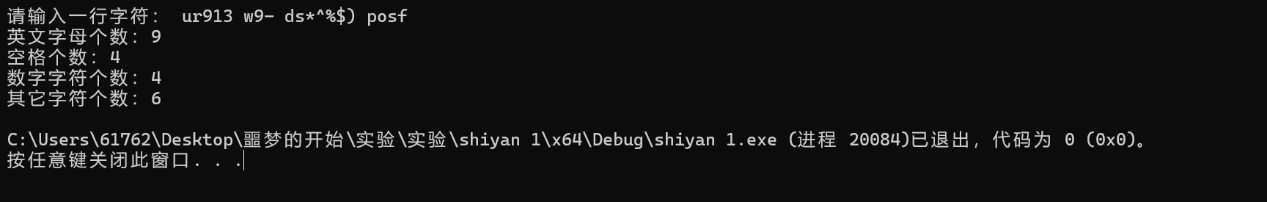 请输入一行字符： ur913 w9- ds*^%$) posf
英文字母个数：9
空格个数：4
数字字符个数：4
其它字符个数：6
C:\Users\61762\Desktop\噩梦的开始\实验\实验\shiyan 1\x64\Debug\shiyan 1.exe (进程 20084)已退出，代码为 0 (0x0)。
按任意键关闭此窗口. . .